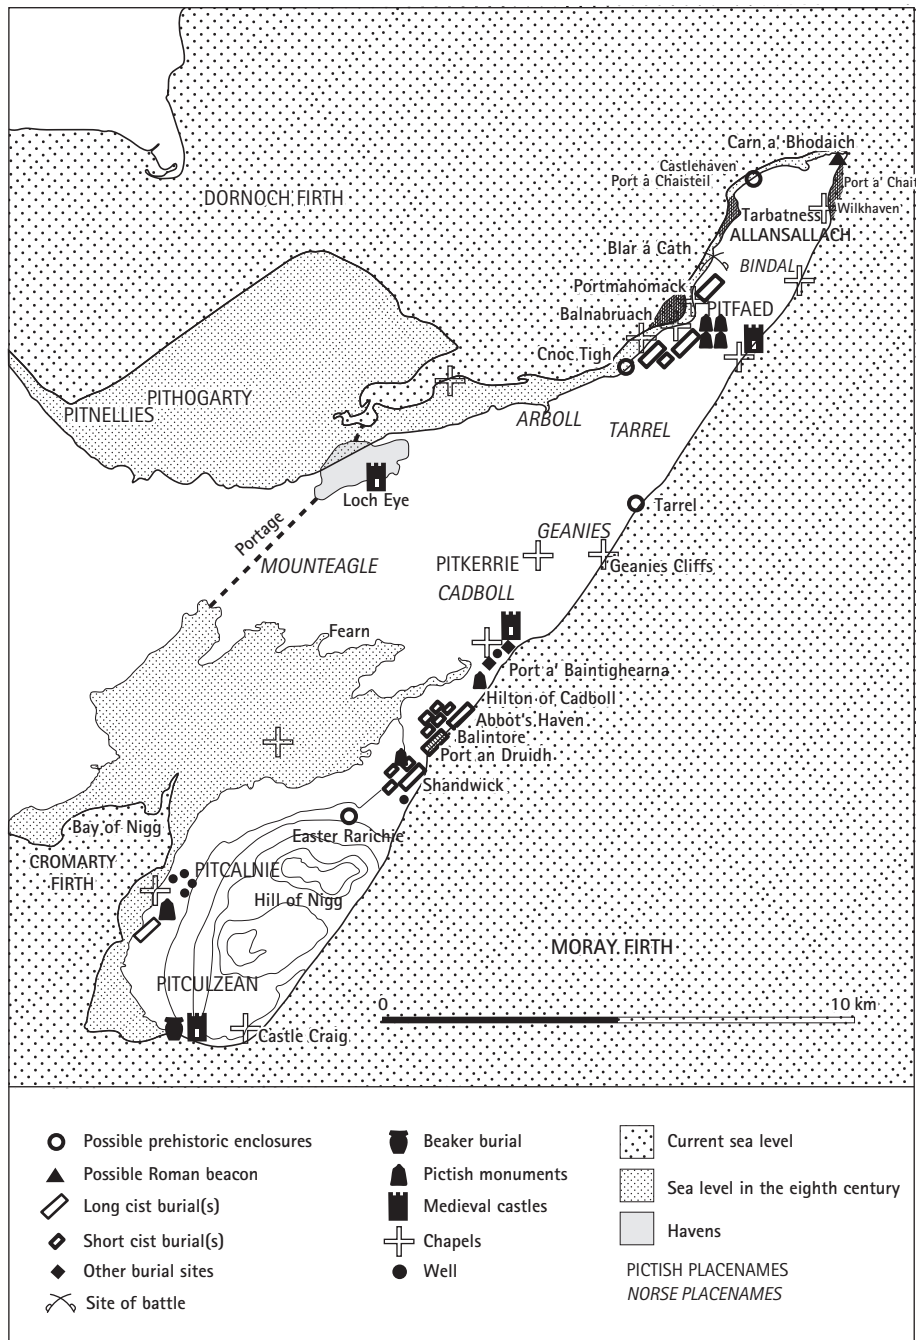 Carn a' Bhodaich
Castlehaven
Port á Chaisteil
Port a' Chai
DORNOCH FIRTH
Wilkhaven
Tarbatness
ALLANSALLACH
Blar á Cath
BINDAL
Portmahomack
PITFAED
Balnabruach
Cnoc Tigh
PITHOGARTY
PITNELLIES
ARBOLL
TARREL
Loch Eye
Tarrel
Portage
GEANIES
MOUNTEAGLE
PITKERRIE
Geanies Cliffs
CADBOLL
Fearn
Port a' Baintighearna
Hilton of Cadboll
Abbot's Haven
Balintore
Port an Druidh
Shandwick
Bay of Nigg
Easter Rarichie
CROMARTY
FIRTH
PITCALNIE
Hill of Nigg
MORAY FIRTH
PITCULZEAN
0 10 km
Castle Craig
Possible prehistoric enclosures
Possible Roman beacon
Long cist burial(s)
Short cist burial(s)
Other burial sites
Site of battle
Beaker burial
Pictish monuments
Medieval castles
Chapels
Well
Current sea level
Sea level in the eighth century
Havens
PICTISH PLACENAMES
NORSE PLACENAMES